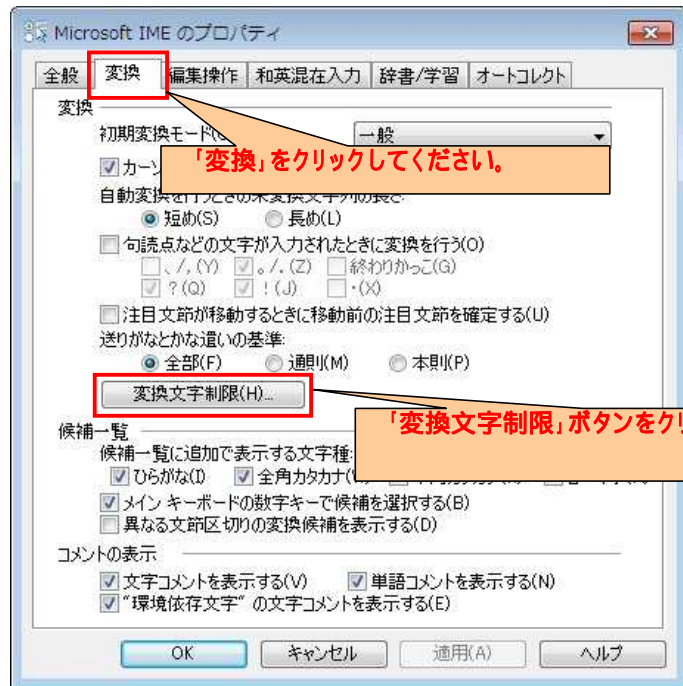 Microsoft IME のプロパティ
全般 変換 編集操作 和英混在入力 辞書/学習 オートコレクト
変換
初期変換モード 一般
「変換」をクリックしてください。
自動変換を行うときの未変換文字列の長さ:
短め(S) 長め(L)
句読点などの文字が入力されたときに変換を行う(O)
、/,(Y) 。/.(Z) 終わりかっこ(G)
?(Q) !(J) ・(X)
注目文節が移動するときに移動前の注目文節を確定する(U)
送りがなとかな遣いの基準:
全部(F) 通則(M) 本則(P)
変換文字制限(H)...
「変換文字制限」ボタンをクリ
候補一覧
候補一覧に追加で表示する文字種:
ひらがな(I) 全角カタカナ
メイン キーボードの数字キーで候補を選択する(B)
異なる文節区切りの変換候補を表示する(D)
コメントの表示
文字コメントを表示する(V) 単語コメントを表示する(N)
"環境依存文字" の文字コメントを表示する(E)
OK キャンセル 適用(A) ヘルプ